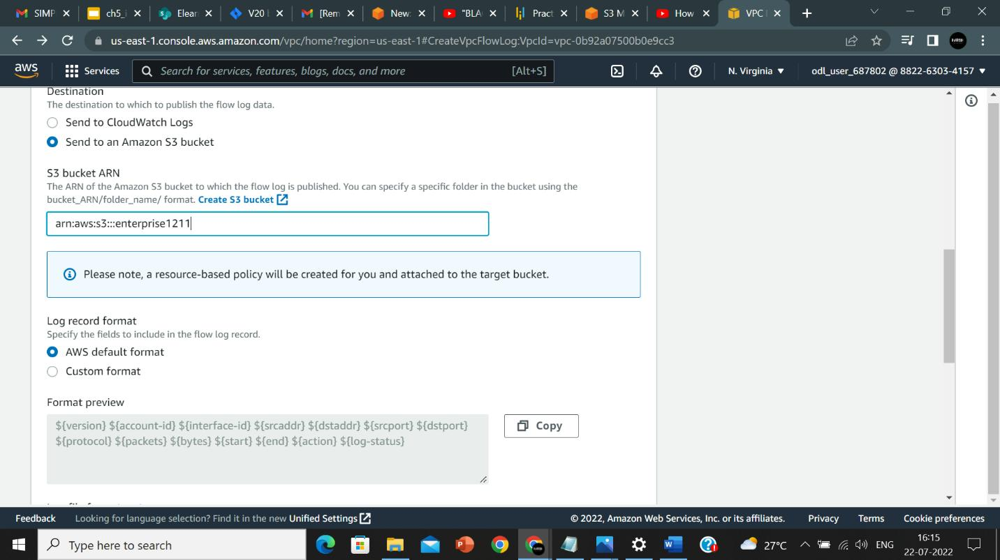 SIMP
ch5_i
Elear
V20 b
[Rem
New:
"BLA
Pract
S3 M
How
VPC
us-east-1.console.aws.amazon.com/vpc/home?region=us-east-1#CreateVpcFlowLog:VpcId=vpc-0b92a07500b0e9cc3
aws
Services
Search for services, features, blogs, docs, and more
[Alt+S]
N. Virginia
odl_user_687802 @ 8822-6303-4157
Destination
The destination to which to publish the flow log data.
Send to CloudWatch Logs
Send to an Amazon S3 bucket
S3 bucket ARN
The ARN of the Amazon S3 bucket to which the flow log is published. You can specify a specific folder in the bucket using the
bucket_ARN/folder_name/ format. Create S3 bucket
arn:aws:s3:::enterprise1211
Please note, a resource-based policy will be created for you and attached to the target bucket.
Log record format
Specify the fields to include in the flow log record.
AWS default format
Custom format
Format preview
${version} ${account-id} ${interface-id} ${srcaddr} ${dstaddr} ${srcport} ${dstport}
${protocol} ${packets} ${bytes} ${start} ${end} ${action} ${log-status}
Copy
Feedback
Looking for language selection? Find it in the new Unified Settings
© 2022, Amazon Web Services, Inc. or its affiliates.
Privacy
Terms
Cookie preferences
Type here to search
27°C
ENG
16:15
22-07-2022